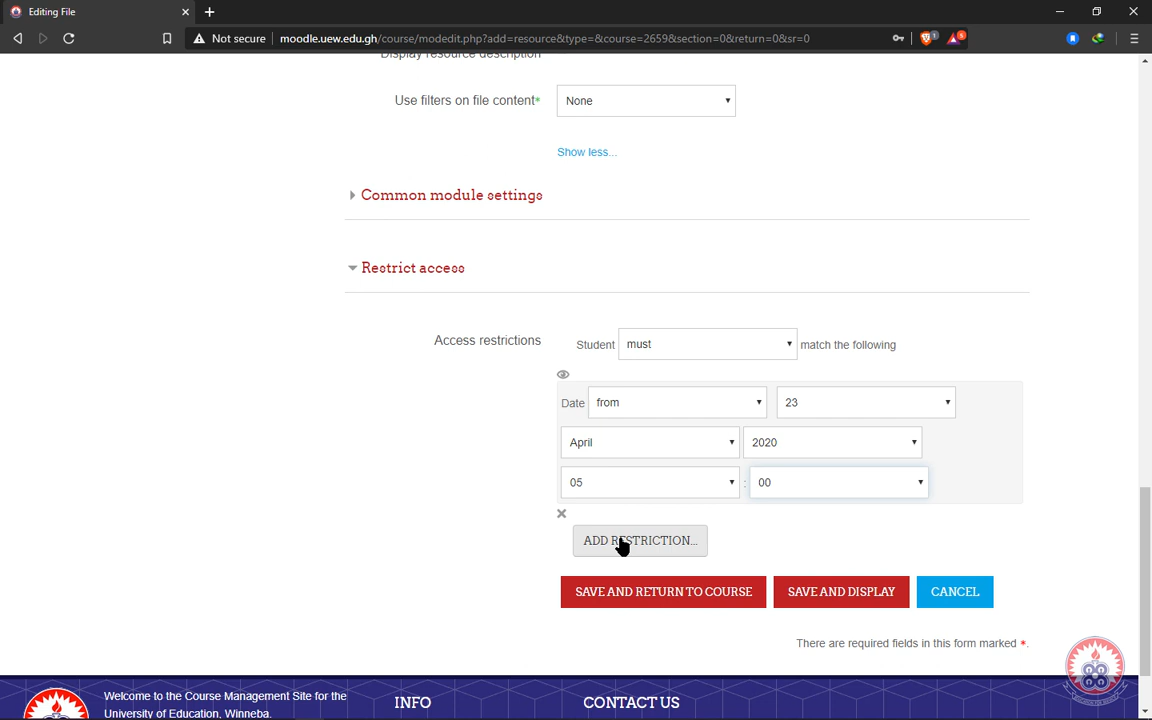 Editing File
Not secure moodle.uew.edu.gh/course/modedit.php?add=resource&type=&course=2659&section=0&return=0&sr=0
Display resource description
Use filters on file content* None
Show less...
Common module settings
Restrict access
Access restrictions Student must match the following
Date from 23
April 2020
05 : 00
ADD RESTRICTION...
SAVE AND RETURN TO COURSE SAVE AND DISPLAY CANCEL
There are required fields in this form marked *.
Welcome to the Course Management Site for the INFO CONTACT US
University of Education, Winneba.